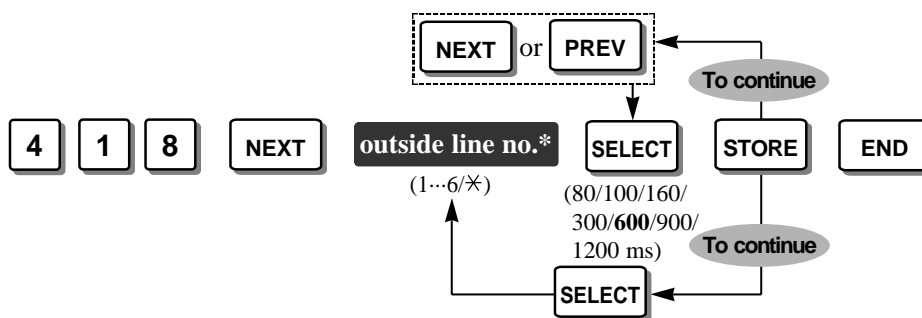 NEXT or PREV
To continue
4 1 8 NEXT outside line no.* SELECT STORE END
(1···6/✳)
(80/100/160/
300/600/900/
1200 ms)
To continue
SELECT